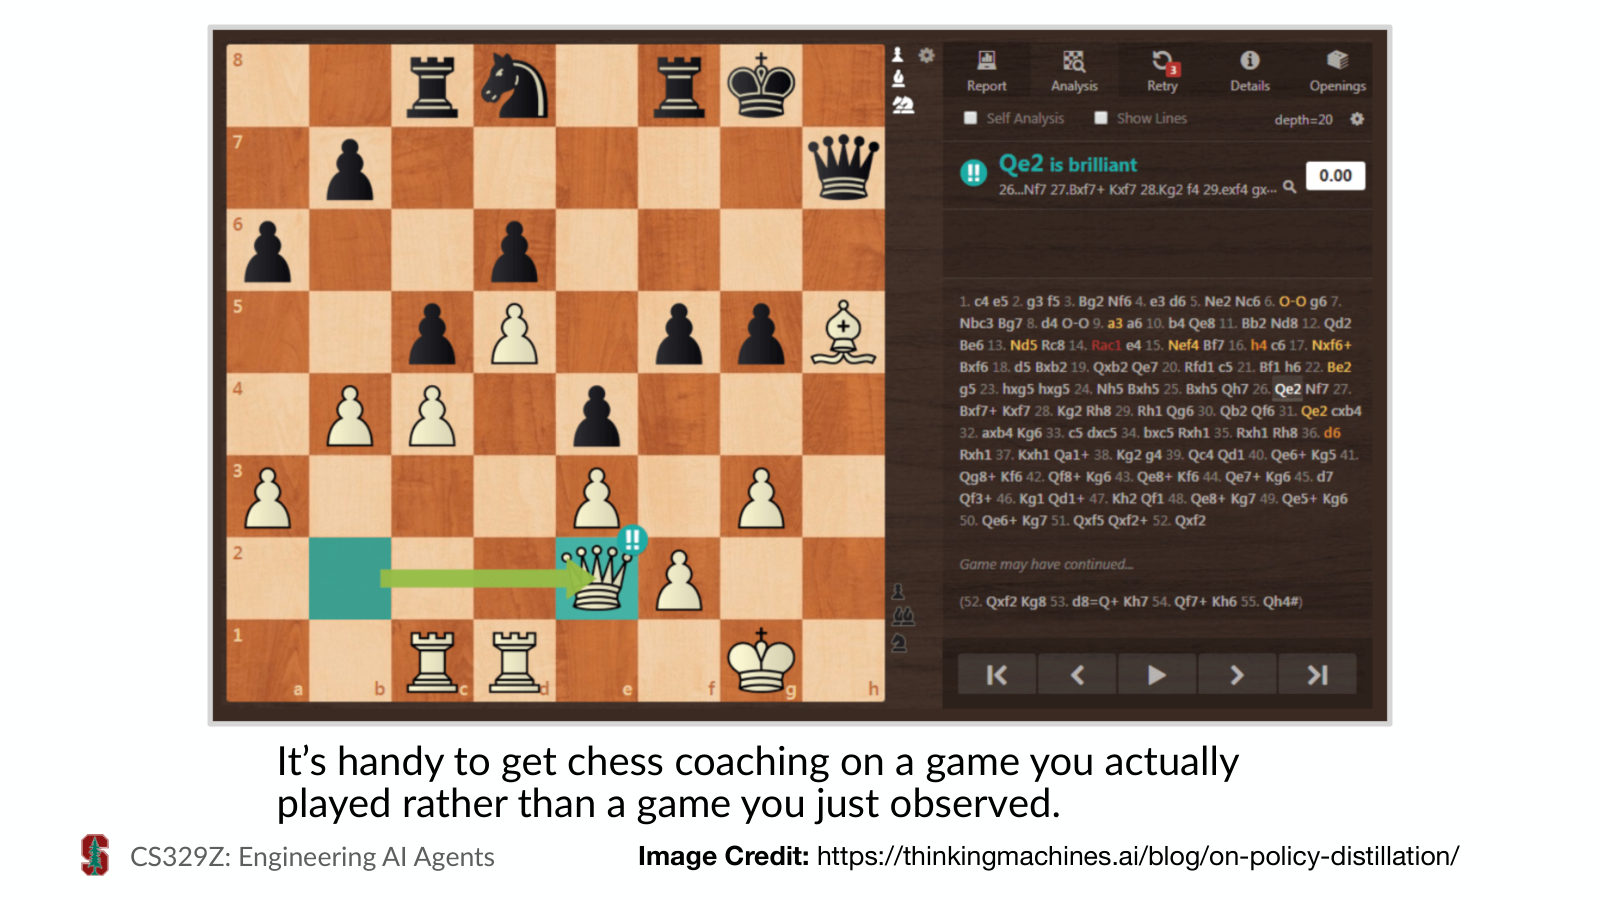 8
7
6
5
4
3
2
1
a b c d e f g h
!!
Report Analysis Retry 3 Details Openings
Self Analysis Show Lines depth=20
!! Qe2 is brilliant 0.00
26...Nf7 27.Bxf7+ Kxf7 28.Kg2 f4 29.exf4 gx...
1. c4 e5 2. g3 f5 3. Bg2 Nf6 4. e3 d6 5. Ne2 Nc6 6. O-O g6 7.
Nbc3 Bg7 8. d4 O-O 9. a3 a6 10. b4 Qe8 11. Bb2 Nd8 12. Qd2
Be6 13. Nd5 Rc8 14. Rac1 e4 15. Nef4 Bf7 16. h4 c6 17. Nxf6+
Bxf6 18. d5 Bxb2 19. Qxb2 Qe7 20. Rfd1 c5 21. Bf1 h6 22. Be2
g5 23. hxg5 hxg5 24. Nh5 Bxh5 25. Bxh5 Qh7 26. Qe2 Nf7 27.
Bxf7+ Kxf7 28. Kg2 Rh8 29. Rh1 Qg6 30. Qb2 Qf6 31. Qe2 cxb4
32. axb4 Kg6 33. c5 dxc5 34. bxc5 Rxh1 35. Rxh1 Rh8 36. d6
Rxh1 37. Kxh1 Qa1+ 38. Kg2 g4 39. Qc4 Qd1 40. Qe6+ Kg5 41.
Qg8+ Kf6 42. Qf8+ Kg6 43. Qe8+ Kf6 44. Qe7+ Kg6 45. d7
Qf3+ 46. Kg1 Qd1+ 47. Kh2 Qf1 48. Qe8+ Kg7 49. Qe5+ Kg6
50. Qe6+ Kg7 51. Qxf5 Qxf2+ 52. Qxf2
Game may have continued...
(52. Qxf2 Kg8 53. d8=Q+ Kh7 54. Qf7+ Kh6 55. Qh4#)
It's handy to get chess coaching on a game you actually
played rather than a game you just observed.
CS329Z: Engineering AI Agents
Image Credit: https://thinkingmachines.ai/blog/on-policy-distillation/